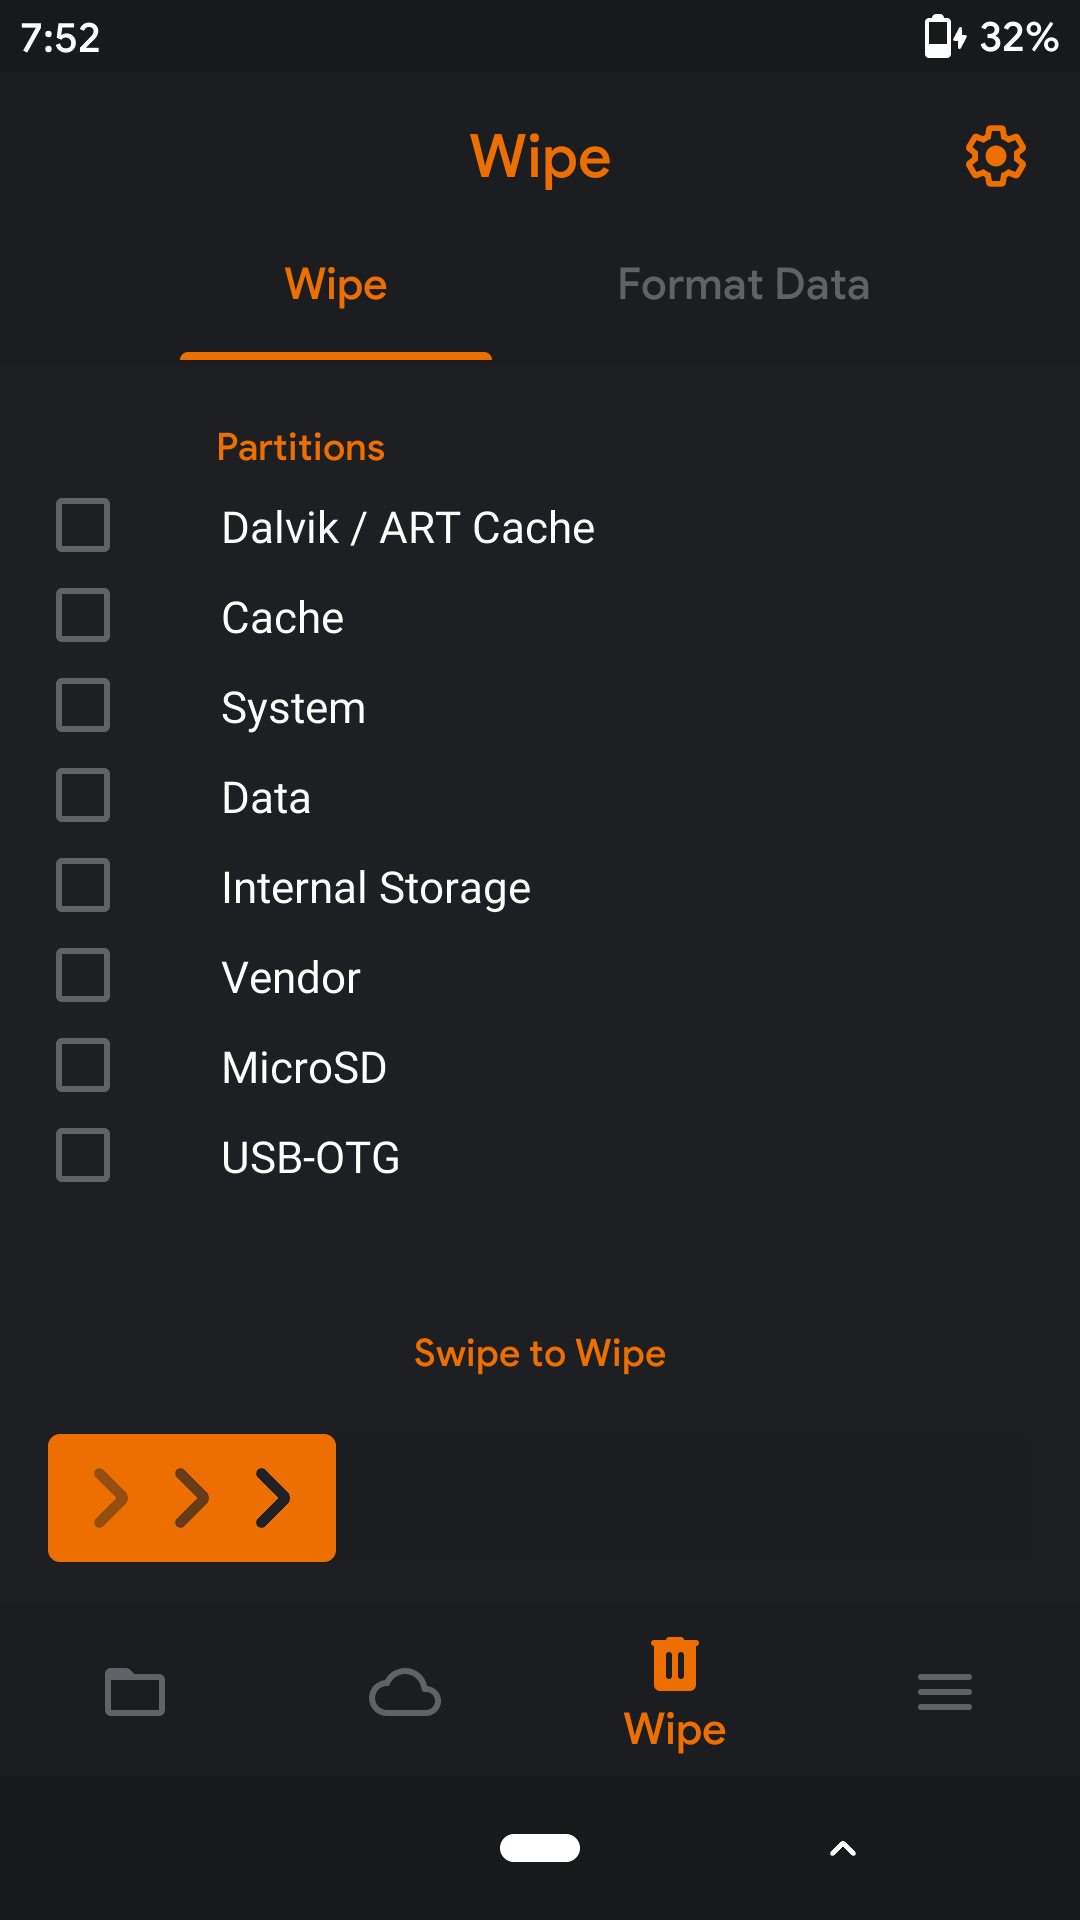 7:52
32%
Wipe
Wipe
Format Data
Partitions
Dalvik / ART Cache
Cache
System
Data
Internal Storage
Vendor
MicroSD
USB-OTG
Swipe to Wipe
Wipe